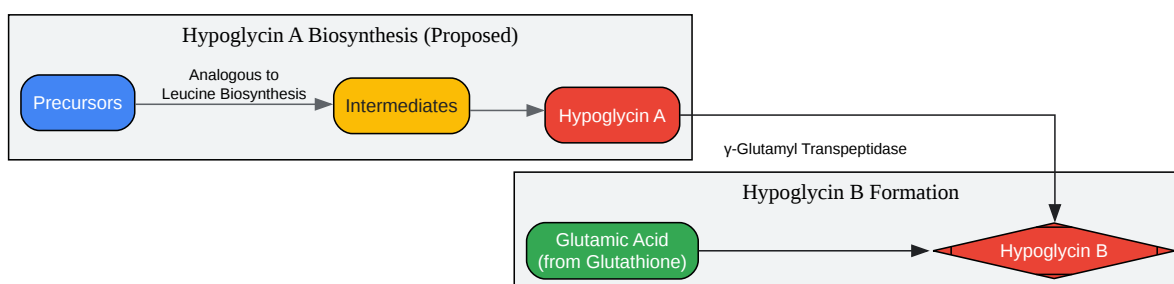 Hypoglycin A Biosynthesis (Proposed)
Precursors
Analogous to
Leucine Biosynthesis
Intermediates
Hypoglycin A
γ-Glutamyl Transpeptidase
Hypoglycin B Formation
Glutamic Acid
(from Glutathione)
Hypoglycin B